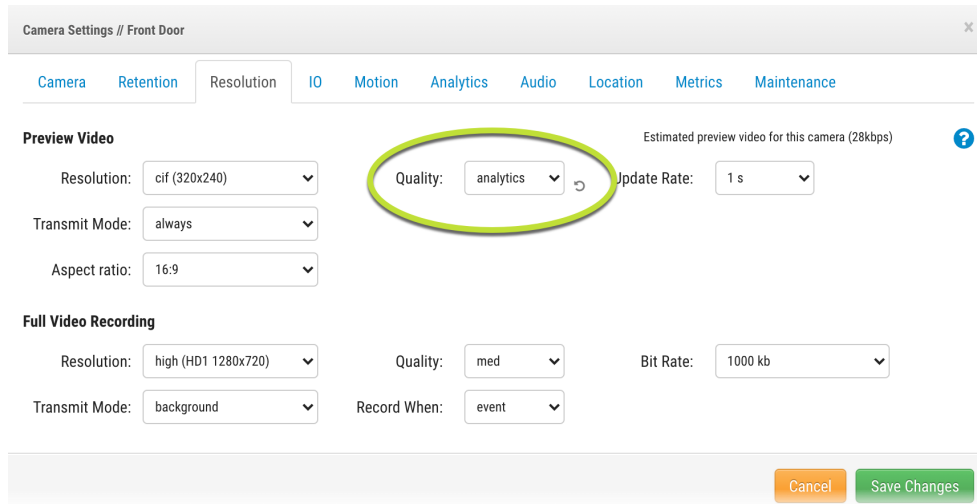 Camera Settings // Front Door ×
Camera Retention Resolution IO Motion Analytics Audio Location Metrics Maintenance
Preview Video Estimated preview video for this camera (28kbps) ?
Resolution: cif (320x240) Quality: analytics Update Rate: 1 s
Transmit Mode: always
Aspect ratio: 16:9
Full Video Recording
Resolution: high (HD1 1280x720) Quality: med Bit Rate: 1000 kb
Transmit Mode: background Record When: event
Cancel Save Changes